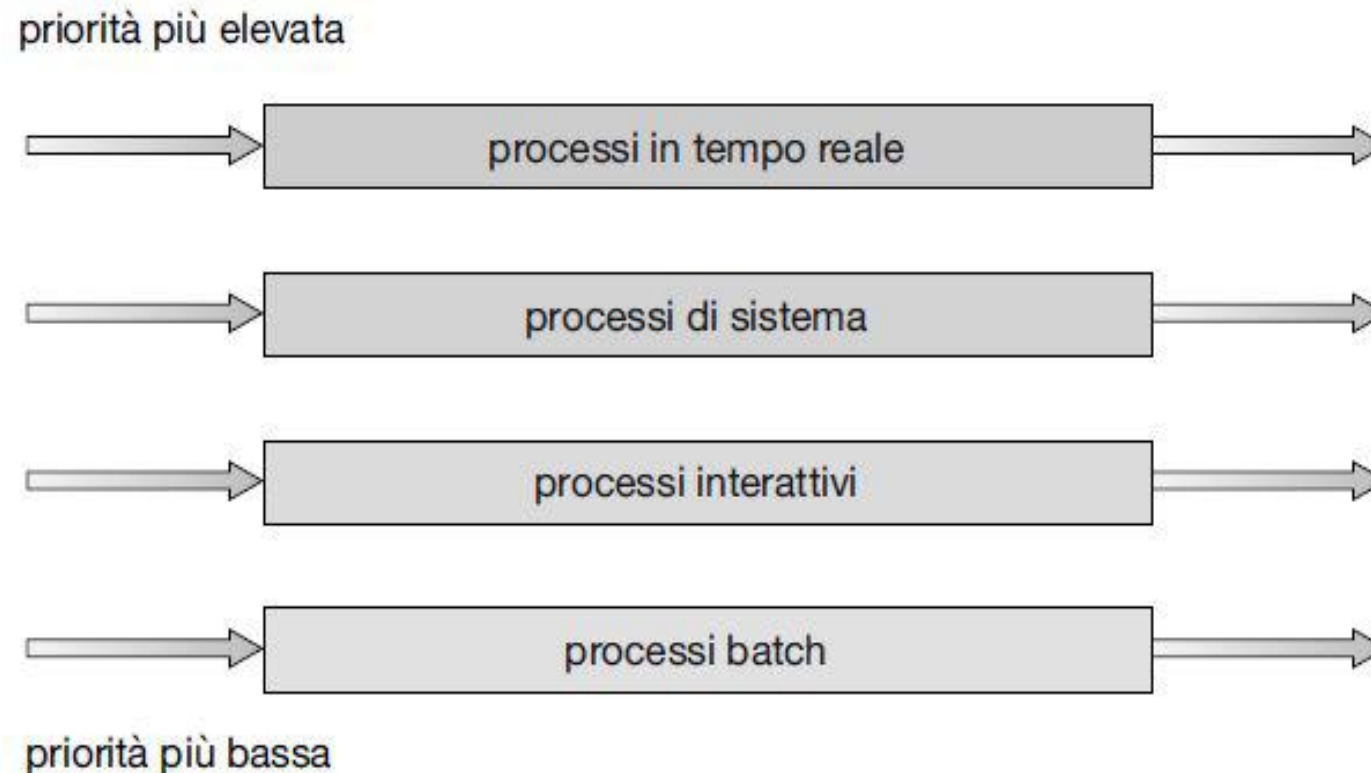 priorità più elevata
processi in tempo reale
processi di sistema
processi interattivi
processi batch
priorità più bassa